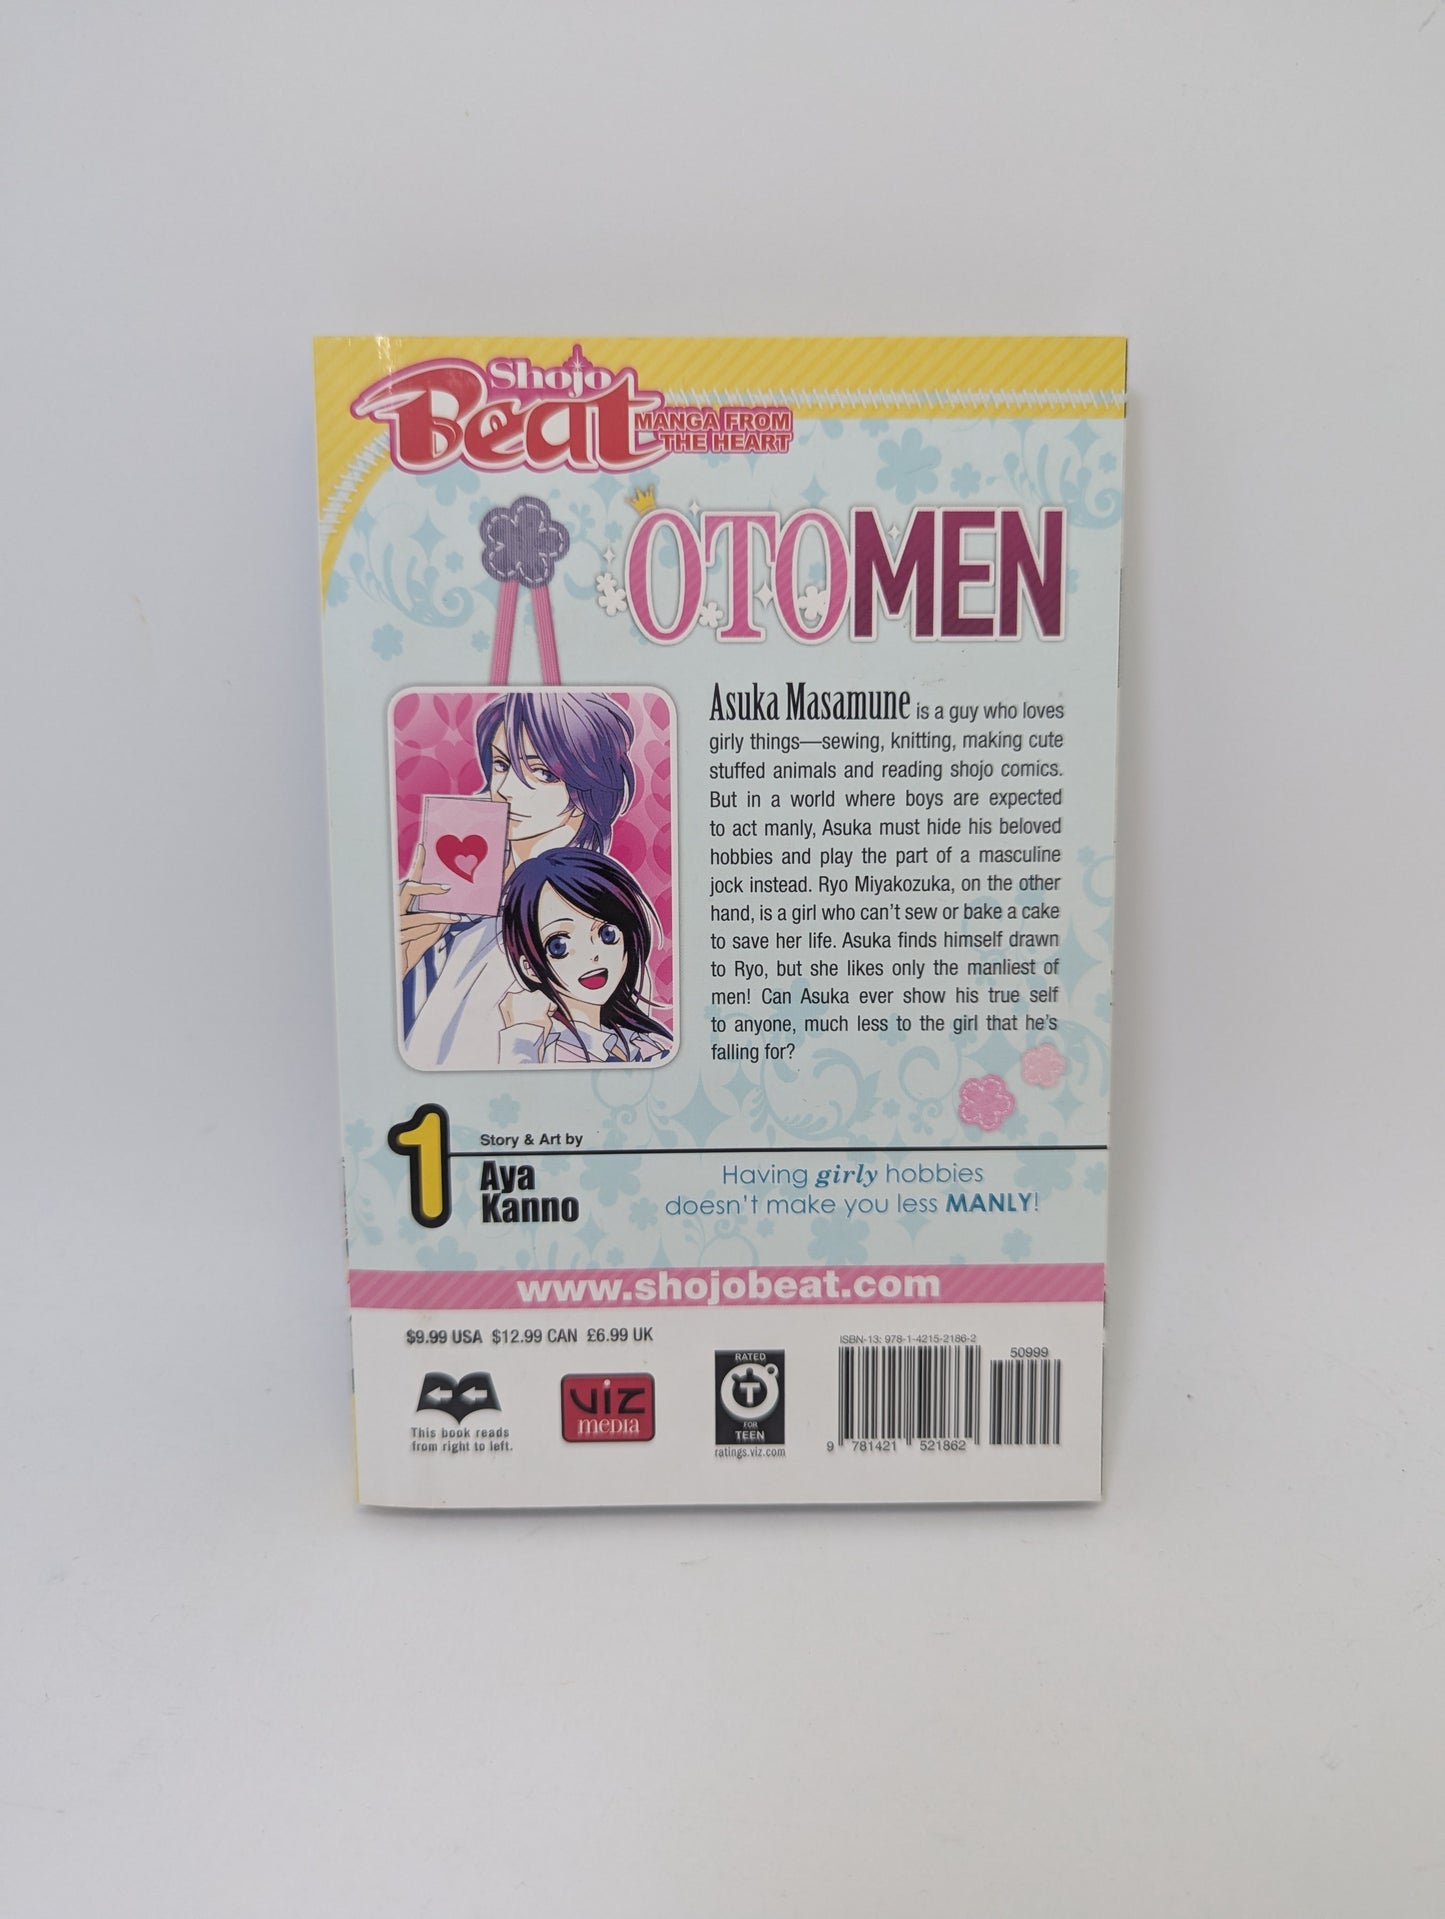 Shojo
Beat
MANGA FROM
THE HEART
OTOMEN
Asuka Masamune is a guy who loves
girly things—sewing, knitting, making cute
stuffed animals and reading shojo comics.
But in a world where boys are expected
to act manly, Asuka must hide his beloved
hobbies and play the part of a masculine
jock instead. Ryo Miyakozuka, on the other
hand, is a girl who can't sew or bake a cake
to save her life. Asuka finds himself drawn
to Ryo, but she likes only the manliest of
men! Can Asuka ever show his true self
to anyone, much less to the girl that he's
falling for?
1
Story & Art by
Aya
Kanno
Having girly hobbies
doesn't make you less MANLY!
www.shojobeat.com
$9.99 USA $12.99 CAN £6.99 UK
This book reads
from right to left.
VIZ
MEDIA
RATED
T
FOR
TEEN
ratings.viz.com
ISBN-13: 978-1-4215-2186-2
50999
9 781421 521862